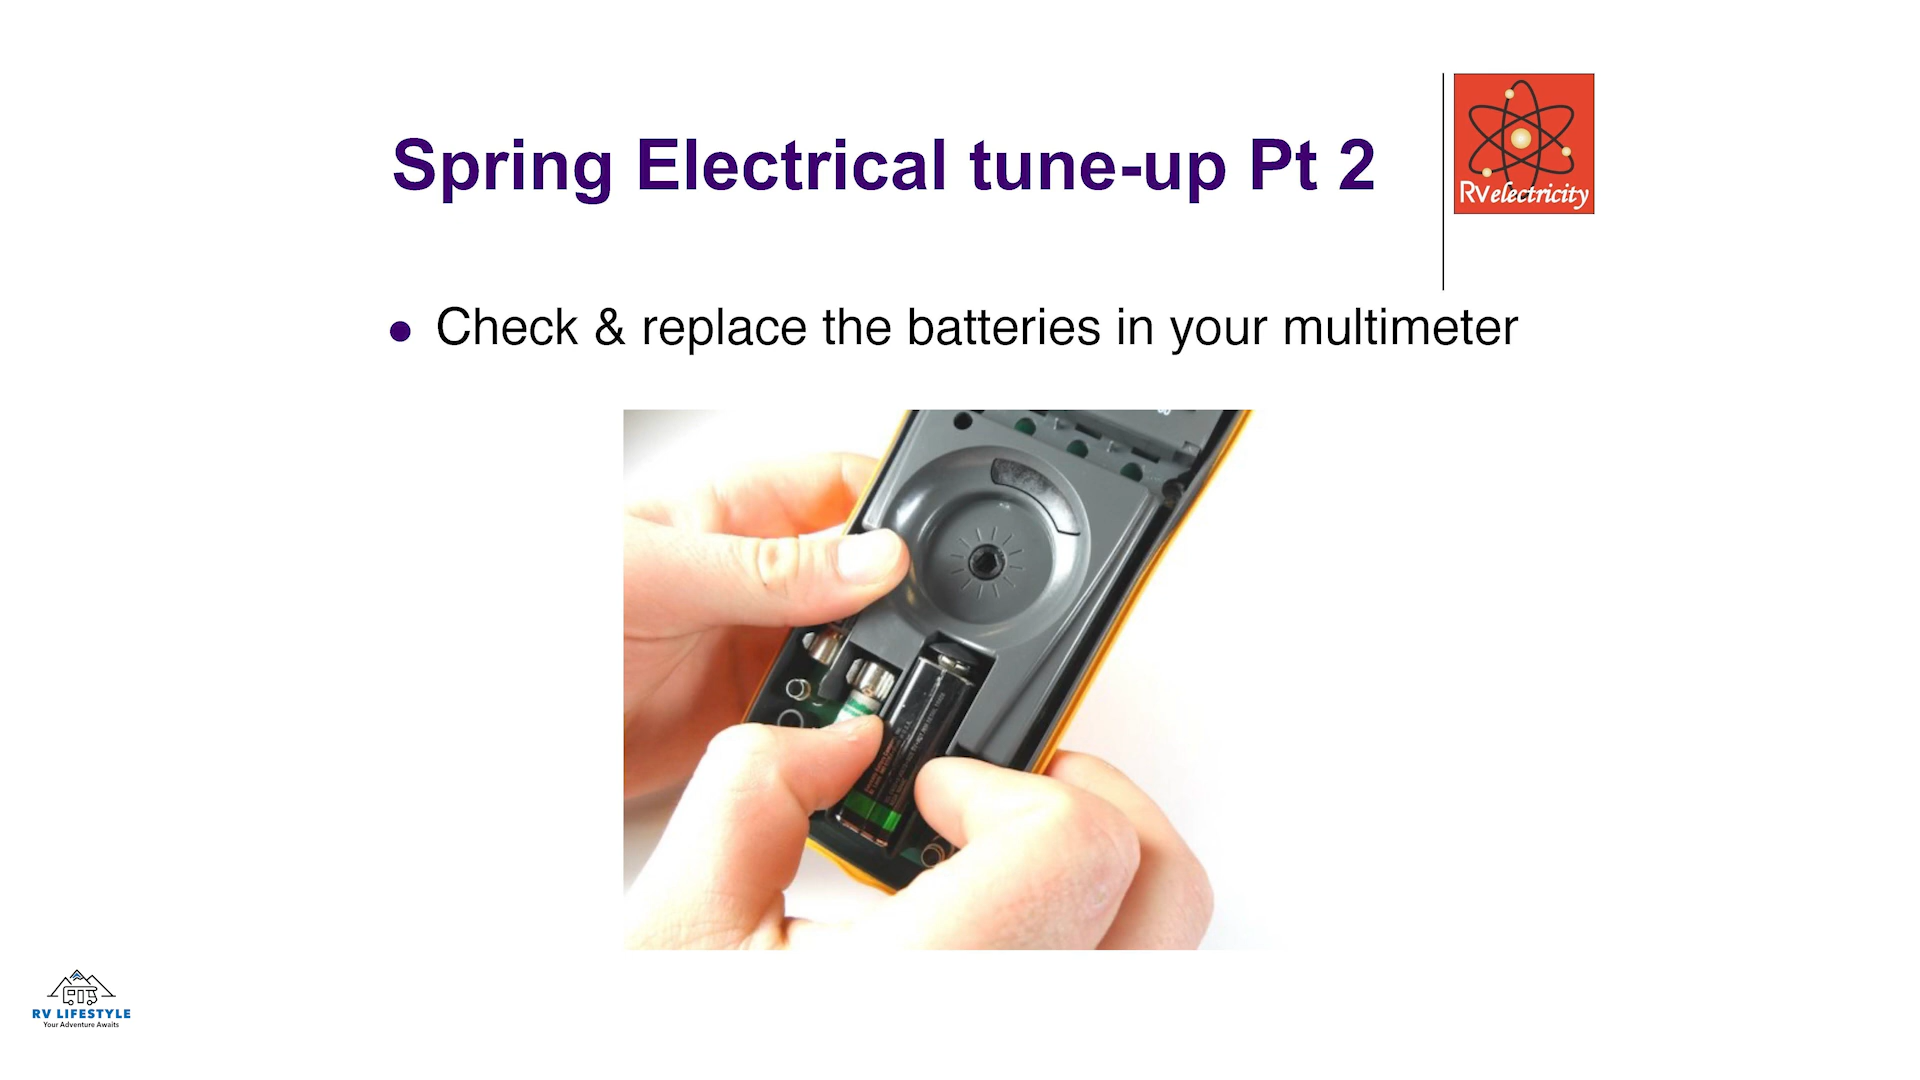 Spring Electrical tune-up Pt 2
RVelectricity
Check & replace the batteries in your multimeter
RV LIFESTYLE
Your Adventure Awaits